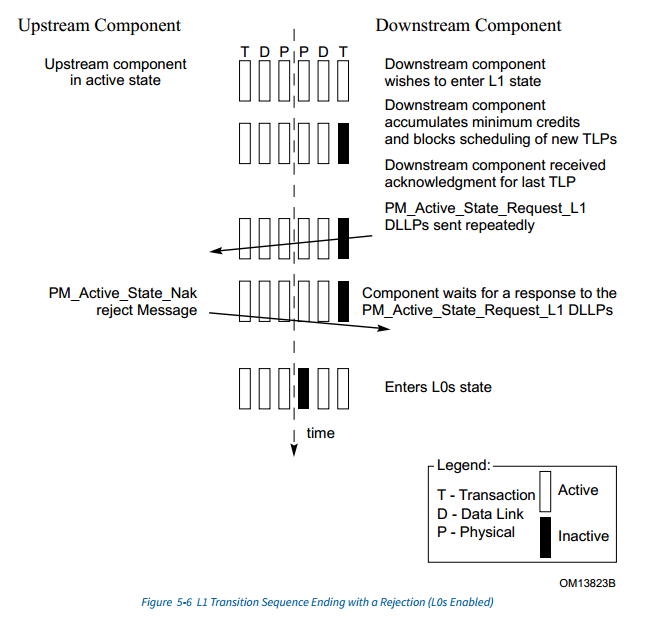 Upstream Component
Downstream Component
T D P P D T
Upstream component
in active state
Downstream component
wishes to enter L1 state
Downstream component
accumulates minimum credits
and blocks scheduling of new TLPs
Downstream component received
acknowledgment for last TLP
PM_Active_State_Request_L1
DLLPs sent repeatedly
PM_Active_State_Nak
reject Message
Component waits for a response to the
PM_Active_State_Request_L1 DLLPs
Enters L0s state
time
Legend:
T - Transaction
D - Data Link
P - Physical
Active
Inactive
OM13823B
Figure 5-6 L1 Transition Sequence Ending with a Rejection (L0s Enabled)